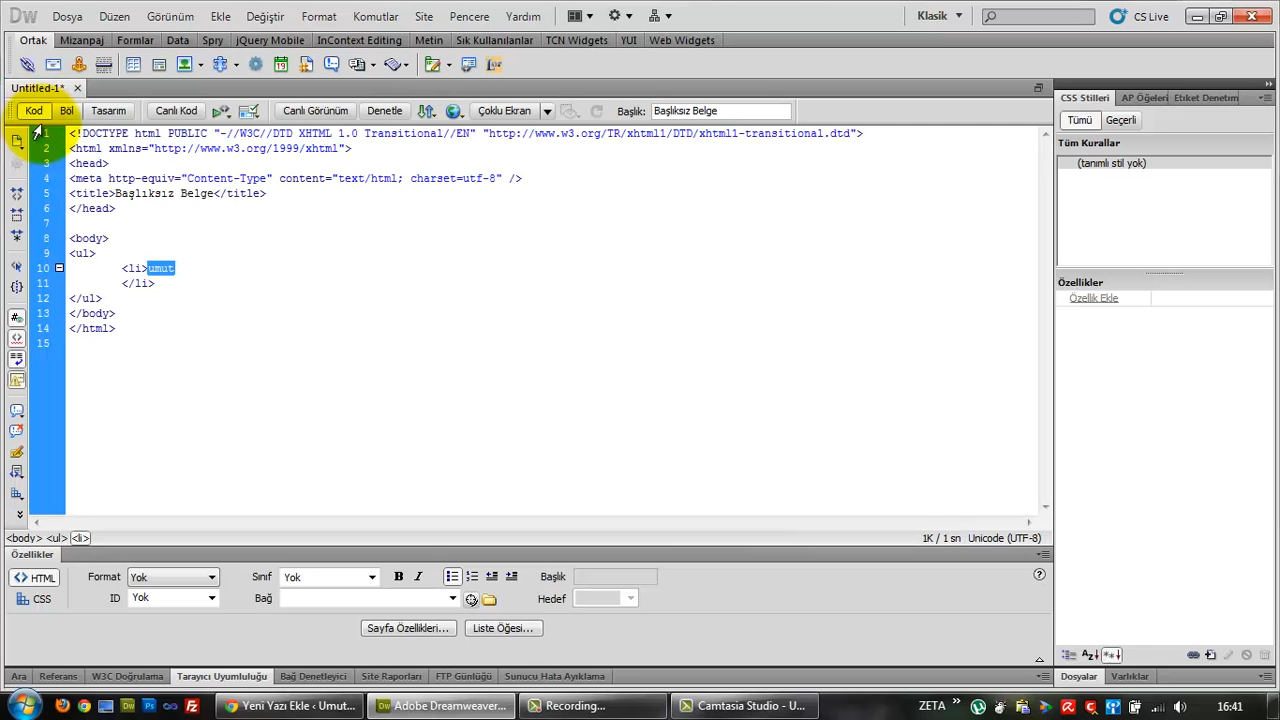 Dw Dosya Düzen Görünüm Ekle Değiştir Format Komutlar Site Pencere Yardım Klasik CS Live
Ortak Mizanpaj Formlar Data Spry jQuery Mobile InContext Editing Metin Sık Kullanılanlar TCN Widgets YUI Web Widgets
Untitled-1*
Kod Böl Tasarım Canlı Kod Canlı Görünüm Denetle Çoklu Ekran Başlık: Başlıksız Belge
1 <!DOCTYPE html PUBLIC "-//W3C//DTD XHTML 1.0 Transitional//EN" "http://www.w3.org/TR/xhtml1/DTD/xhtml1-transitional.dtd">
2 <html xmlns="http://www.w3.org/1999/xhtml">
3 <head>
4 <meta http-equiv="Content-Type" content="text/html; charset=utf-8" />
5 <title>Başlıksız Belge</title>
6 </head>
7
8 <body>
9 <ul>
10 <li>umut
11 </li>
12 </ul>
13 </body>
14 </html>
15
<body> <ul> <li> 1K / 1 sn Unicode (UTF-8)
CSS Stilleri AP Öğeleri Etiket Denetim
Tümü Geçerli
Tüm Kurallar
(tanımlı stil yok)
Özellikler
Özellik Ekle
Özellikler
HTML Format Yok Sınıf Yok B I Başlık
CSS ID Yok Bağ Hedef
Sayfa Özellikleri... Liste Öğesi...
Ara Referans W3C Doğrulama Tarayıcı Uyumluluğu Bağ Denetleyici Site Raporları FTP Günlüğü Sunucu Hata Ayıklama
Dosyalar Varlıklar
Yeni Yazı Ekle ‹ Umut... Adobe Dreamweaver... Recording... Camtasia Studio - U... ZETA 16:41